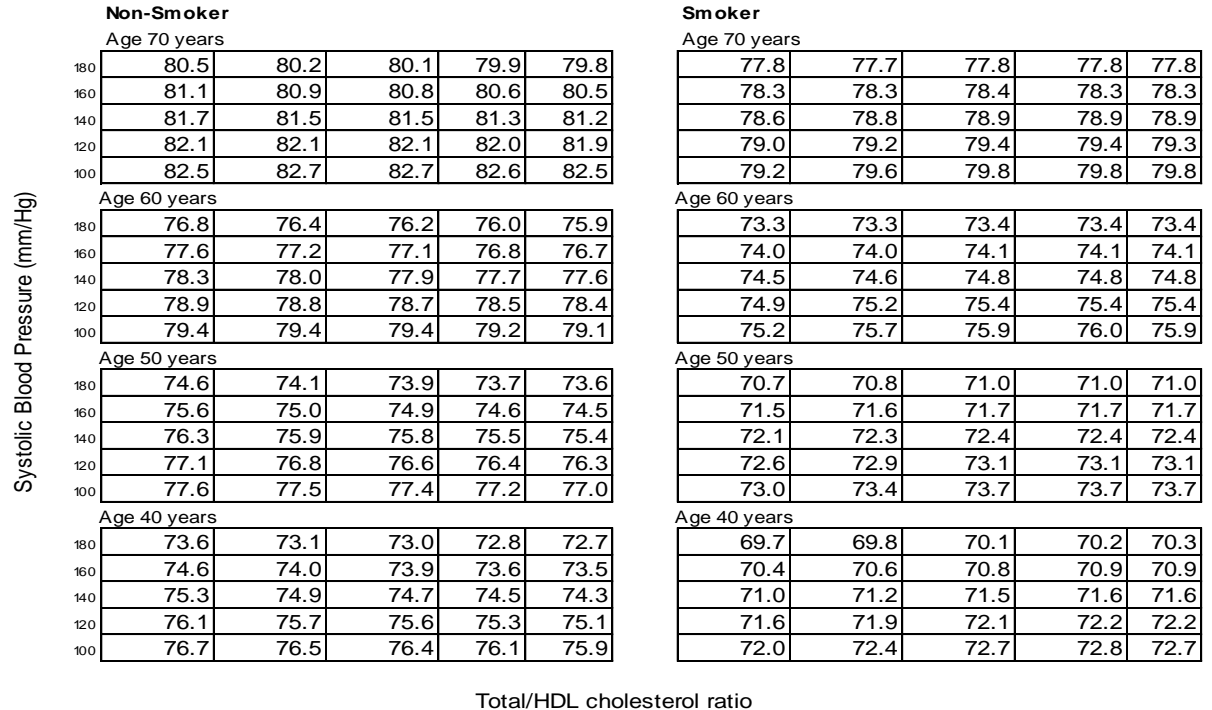 Non-Smoker Smoker
Age 70 years Age 70 years
180 80.5 80.2 80.1 79.9 79.8 77.8 77.7 77.8 77.8 77.8
160 81.1 80.9 80.8 80.6 80.5 78.3 78.3 78.4 78.3 78.3
140 81.7 81.5 81.5 81.3 81.2 78.6 78.8 78.9 78.9 78.9
120 82.1 82.1 82.1 82.0 81.9 79.0 79.2 79.4 79.4 79.3
100 82.5 82.7 82.7 82.6 82.5 79.2 79.6 79.8 79.8 79.8
Age 60 years Age 60 years
180 76.8 76.4 76.2 76.0 75.9 73.3 73.3 73.4 73.4 73.4
160 77.6 77.2 77.1 76.8 76.7 74.0 74.0 74.1 74.1 74.1
140 78.3 78.0 77.9 77.7 77.6 74.5 74.6 74.8 74.8 74.8
120 78.9 78.8 78.7 78.5 78.4 74.9 75.2 75.4 75.4 75.4
100 79.4 79.4 79.4 79.2 79.1 75.2 75.7 75.9 76.0 75.9
Age 50 years Age 50 years
180 74.6 74.1 73.9 73.7 73.6 70.7 70.8 71.0 71.0 71.0
160 75.6 75.0 74.9 74.6 74.5 71.5 71.6 71.7 71.7 71.7
140 76.3 75.9 75.8 75.5 75.4 72.1 72.3 72.4 72.4 72.4
120 77.1 76.8 76.6 76.4 76.3 72.6 72.9 73.1 73.1 73.1
100 77.6 77.5 77.4 77.2 77.0 73.0 73.4 73.7 73.7 73.7
Age 40 years Age 40 years
180 73.6 73.1 73.0 72.8 72.7 69.7 69.8 70.1 70.2 70.3
160 74.6 74.0 73.9 73.6 73.5 70.4 70.6 70.8 70.9 70.9
140 75.3 74.9 74.7 74.5 74.3 71.0 71.2 71.5 71.6 71.6
120 76.1 75.7 75.6 75.3 75.1 71.6 71.9 72.1 72.2 72.2
100 76.7 76.5 76.4 76.1 75.9 72.0 72.4 72.7 72.8 72.7
Systolic Blood Pressure (mm/Hg)
Total/HDL cholesterol ratio